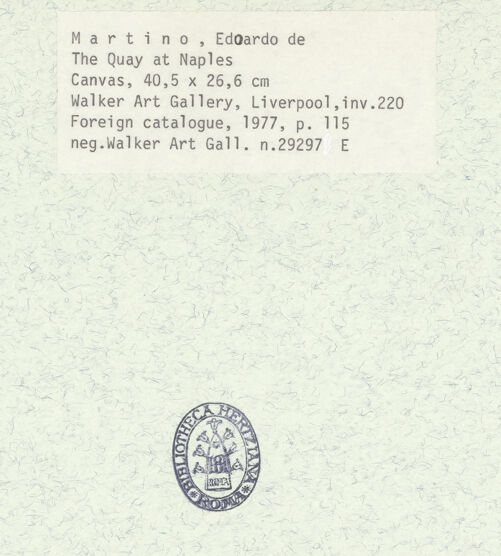 Martino, Edoardo de
The Quay at Naples
Canvas, 40,5 x 26,6 cm
Walker Art Gallery, Liverpool,inv.220
Foreign catalogue, 1977, p. 115
neg.Walker Art Gall. n.29297 E
BIBLIOTHECA HERTZIANA
* ROMA *